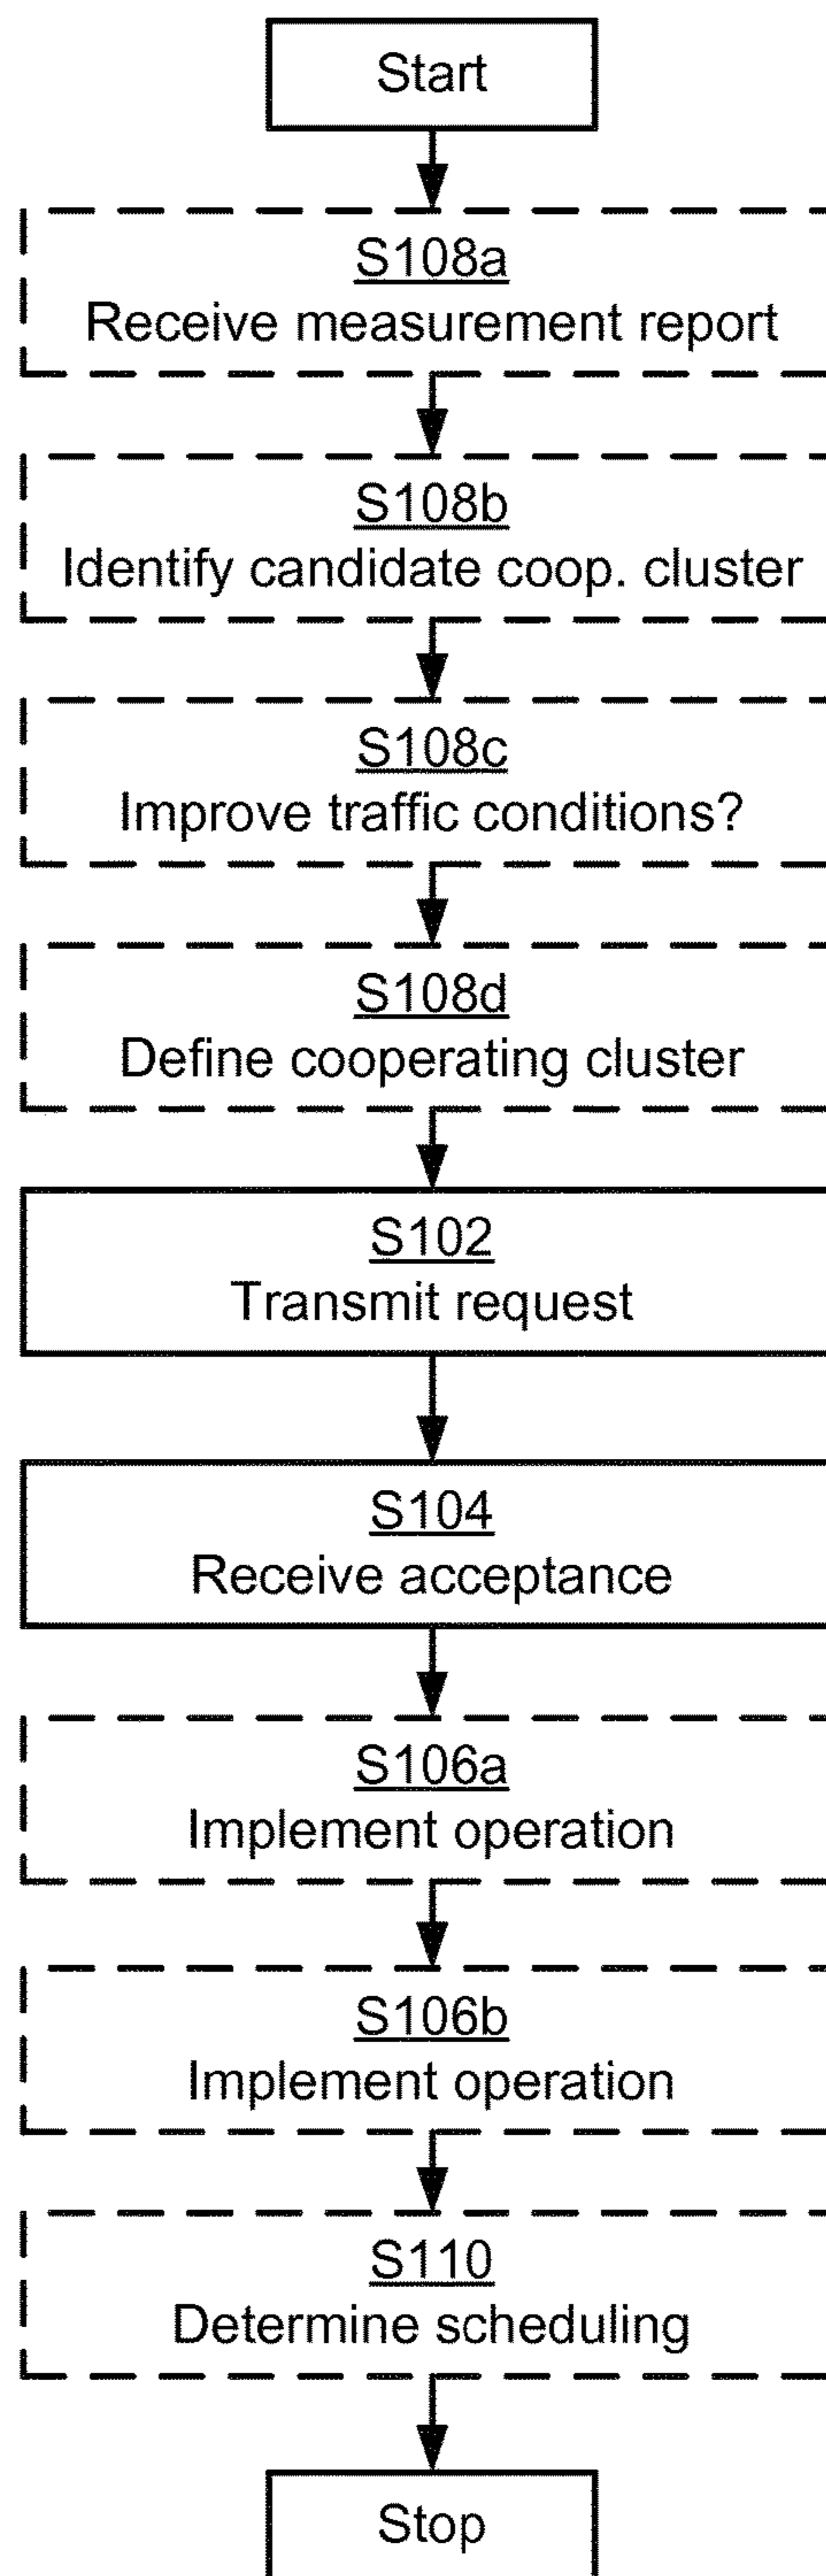 Start
S108a
Receive measurement report
S108b
Identify candidate coop. cluster
S108c
Improve traffic conditions?
S108d
Define cooperating cluster
S102
Transmit request
S104
Receive acceptance
S106a
Implement operation
S106b
Implement operation
S110
Determine scheduling
Stop